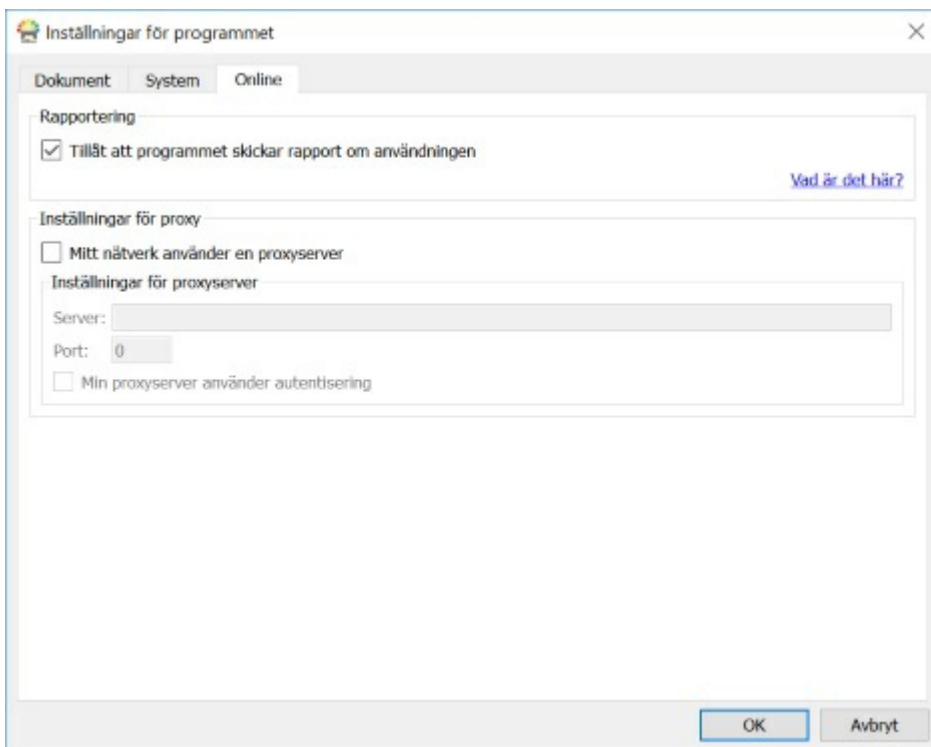 Inställningar för programmet
Dokument System Online
Rapportering
Tillåt att programmet skickar rapport om användningen
Vad är det här?
Inställningar för proxy
Mitt nätverk använder en proxyserver
Inställningar för proxyserver
Server:
Port: 0
Min proxyserver använder autentisering
OK Avbryt